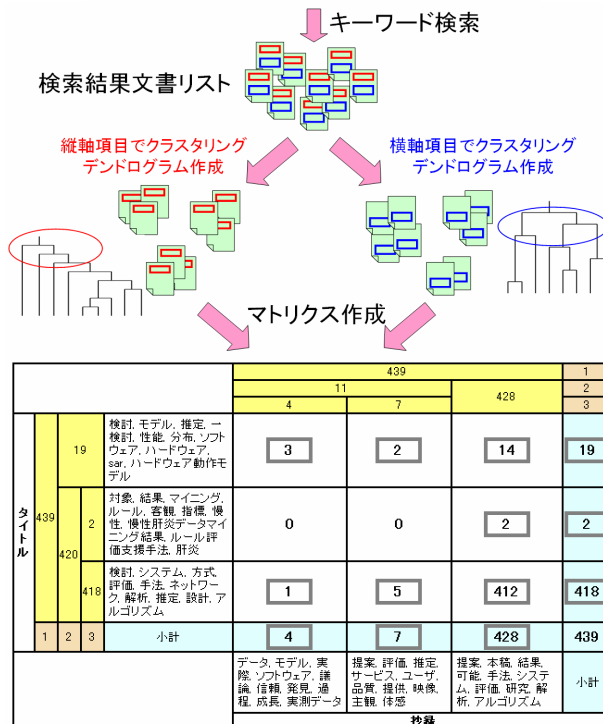 キーワード検索
検索結果文書リスト
縦軸項目でクラスタリング
デンドログラム作成
横軸項目でクラスタリング
デンドログラム作成
マトリクス作成
439
1
11
428
2
4
7
3
タイトル
439
19
検討, モデル, 推定, 一
検討, 性能, 分布, ソフト
ウェア, ハードウェア,
sar, ハードウェア動作モ
デル
3
2
14
19
420
2
対象, 結果, マイニング,
ルール, 客観, 指標, 慢
性, 慢性肝炎データマイ
ニング結果, ルール評
価支援手法, 肝炎
0
0
2
2
418
検討, システム, 方式,
評価, 手法, ネットワー
ク, 解析, 推定, 設計, ア
ルゴリズム
1
5
412
418
1
2
3
小計
4
7
428
439
データ, モデル, 実
際, ソフトウェア, 議
論, 信頼, 発見, 過
程, 成長, 実測データ
提案, 評価, 推定,
サービス, ユーザ,
品質, 提供, 映像,
主観, 体感
提案, 本稿, 結果,
可能, 手法, システ
ム, 評価, 研究, 解
析, アルゴリズム
小計
抄録